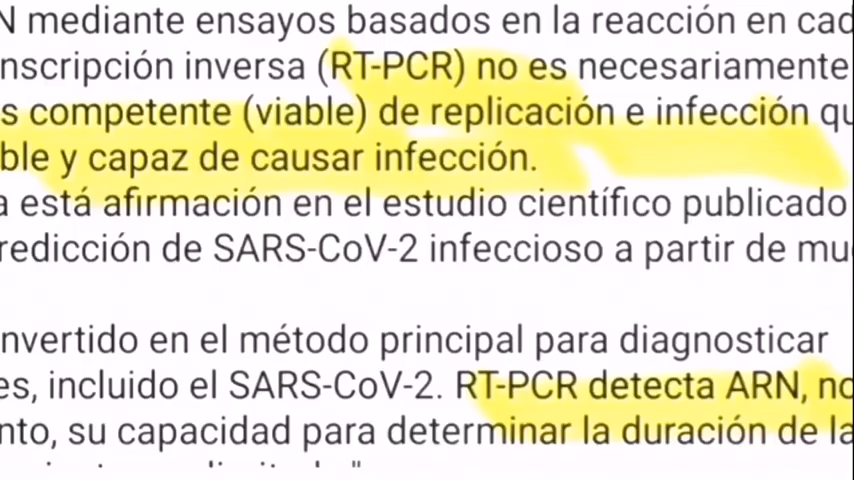 N mediante ensayos basados en la reacción en cad
nscripción inversa (RT-PCR) no es necesariamente
s competente (viable) de replicación e infección qu
ble y capaz de causar infección.
a está afirmación en el estudio científico publicado
redicción de SARS-CoV-2 infeccioso a partir de mu
nvertido en el método principal para diagnosticar
es, incluido el SARS-CoV-2. RT-PCR detecta ARN, no
nto, su capacidad para determinar la duración de la